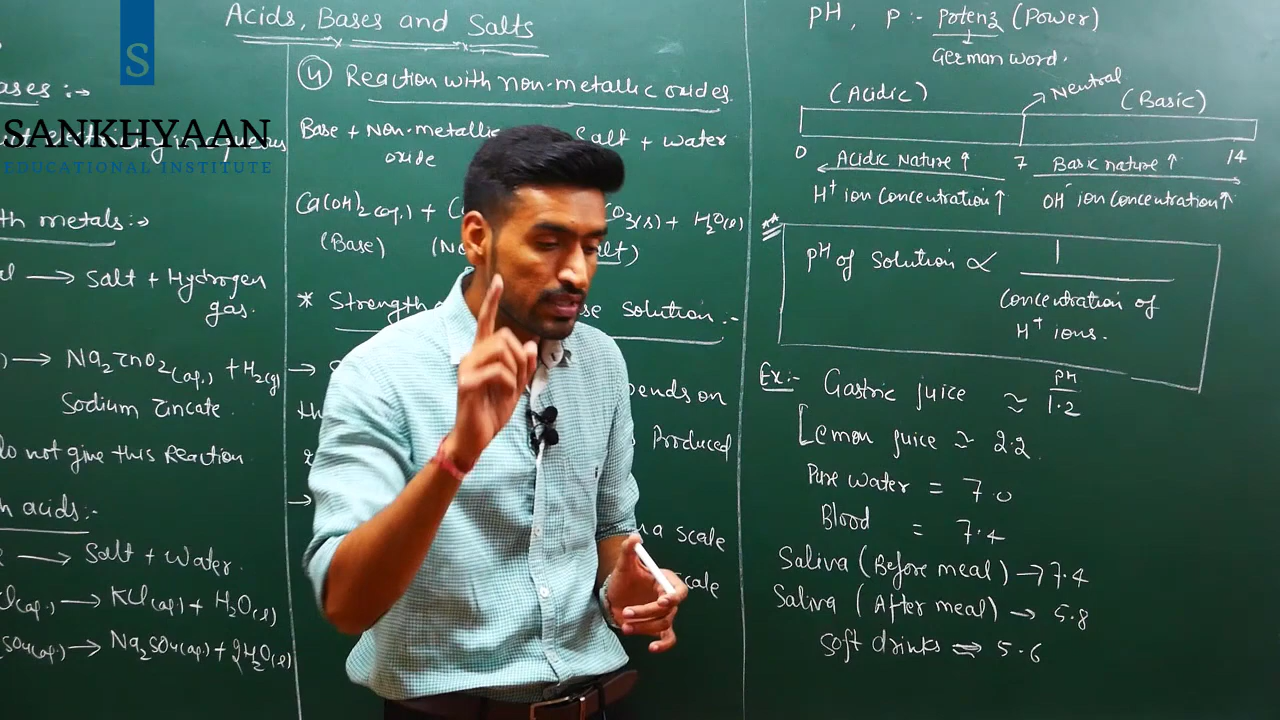 Acids, Bases and Salts
S
SANKHYAAN
EDUCATIONAL INSTITUTE
ases :→
th metals :→
→ Salt + Hydrogen
gas.
→ Na2ZnO2(aq.) + H2(g)
Sodium Zincate.
do not give this Reaction
h acids:-
→ Salt + Water.
→ KCl(aq.) + H2O(l)
→ Na2SO4(aq.) + 2H2O(l)
(4) Reaction with non-metallic oxides.
Base + Non-metallic Salt + Water
oxide
Ca(OH)2(aq.) + CO3(s) + H2O(l)
(Base)
* Strength se solution :-
→
pends on
Produced
→
a scale
pH, P :- Potenz (Power)
German word.
Neutral
(Acidic) (Basic)
0 7 14
Acidic Nature ↑ Basic nature ↑
H+ ion Concentration ↑ OH- ion Concentration ↑
pH of Solution ∝ 1
Concentration of
H+ ions.
pH
Ex:- Gastric juice ≃ 1.2
Lemon juice ≃ 2.2
Pure water = 7.0
Blood = 7.4
Saliva (Before meal) → 7.4
Saliva (After meal) → 5.8
Soft drinks ⇒ 5.6